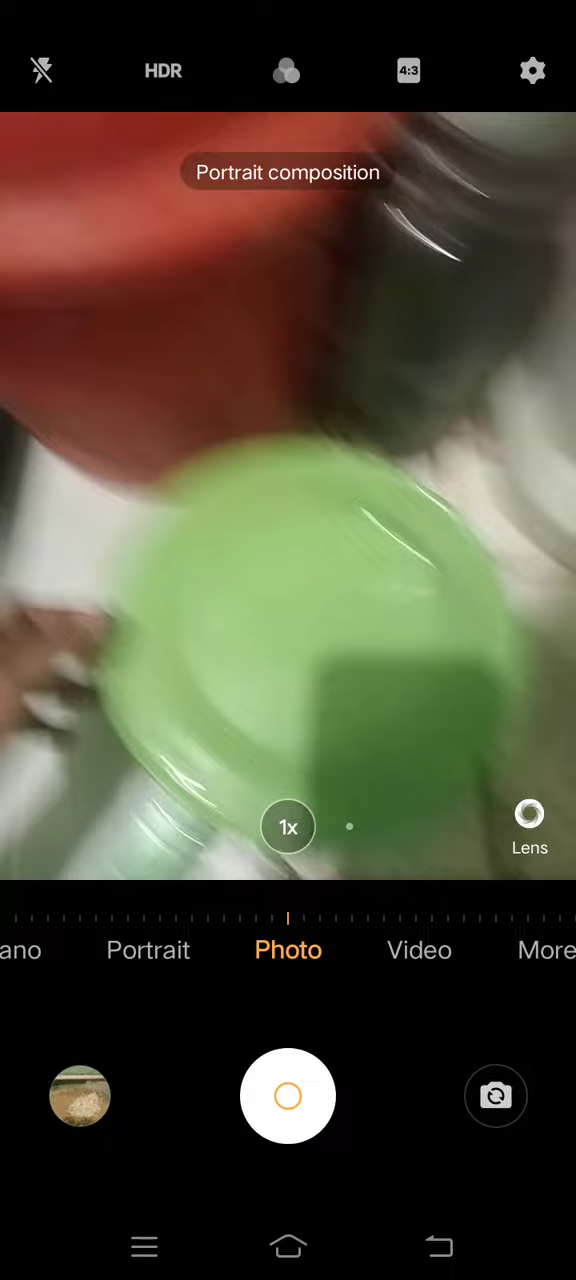 HDR
4:3
Portrait composition
1x
Lens
ano
Portrait
Photo
Video
More